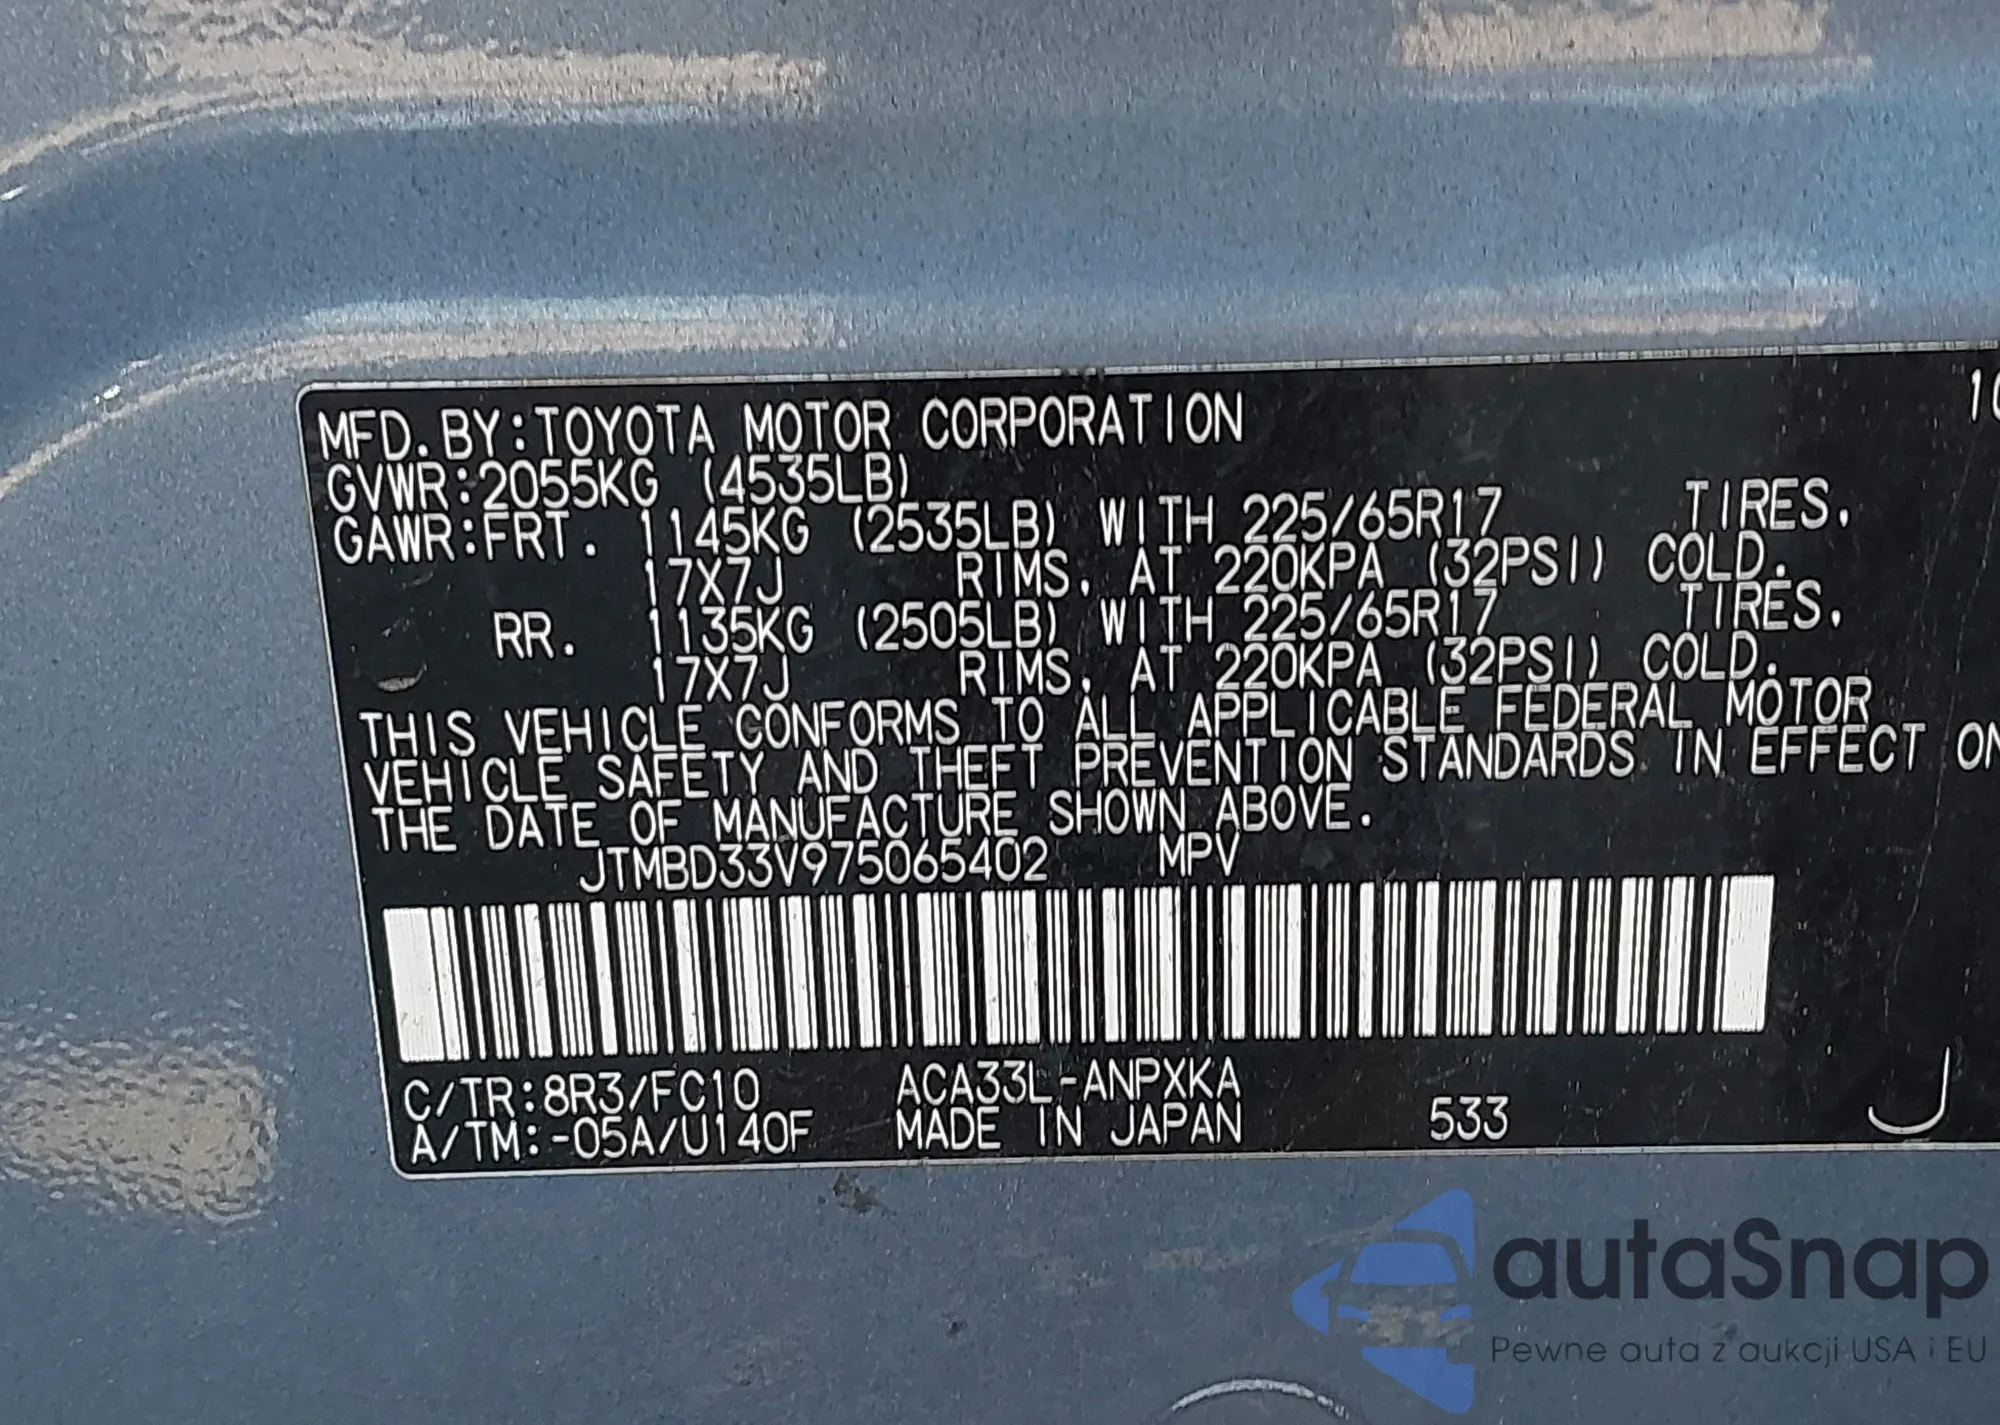 MFD. BY: TOYOTA MOTOR CORPORATION 10
GVWR: 2055KG (4535LB)
GAWR: FRT. 1145KG (2535LB) WITH 225/65R17 TIRES,
17X7J RIMS, AT 220KPA (32PSI) COLD.
RR. 1135KG (2505LB) WITH 225/65R17 TIRES,
17X7J RIMS, AT 220KPA (32PSI) COLD.
THIS VEHICLE CONFORMS TO ALL APPLICABLE FEDERAL MOTOR
VEHICLE SAFETY AND THEFT PREVENTION STANDARDS IN EFFECT ON
THE DATE OF MANUFACTURE SHOWN ABOVE.
JTMBD33V975065402 MPV
C/TR: 8R3/FC10 ACA33L-ANPXKA
A/TM: -05A/U140F MADE IN JAPAN 533 J
autaSnap
Pewne auta z aukcji USA i EU